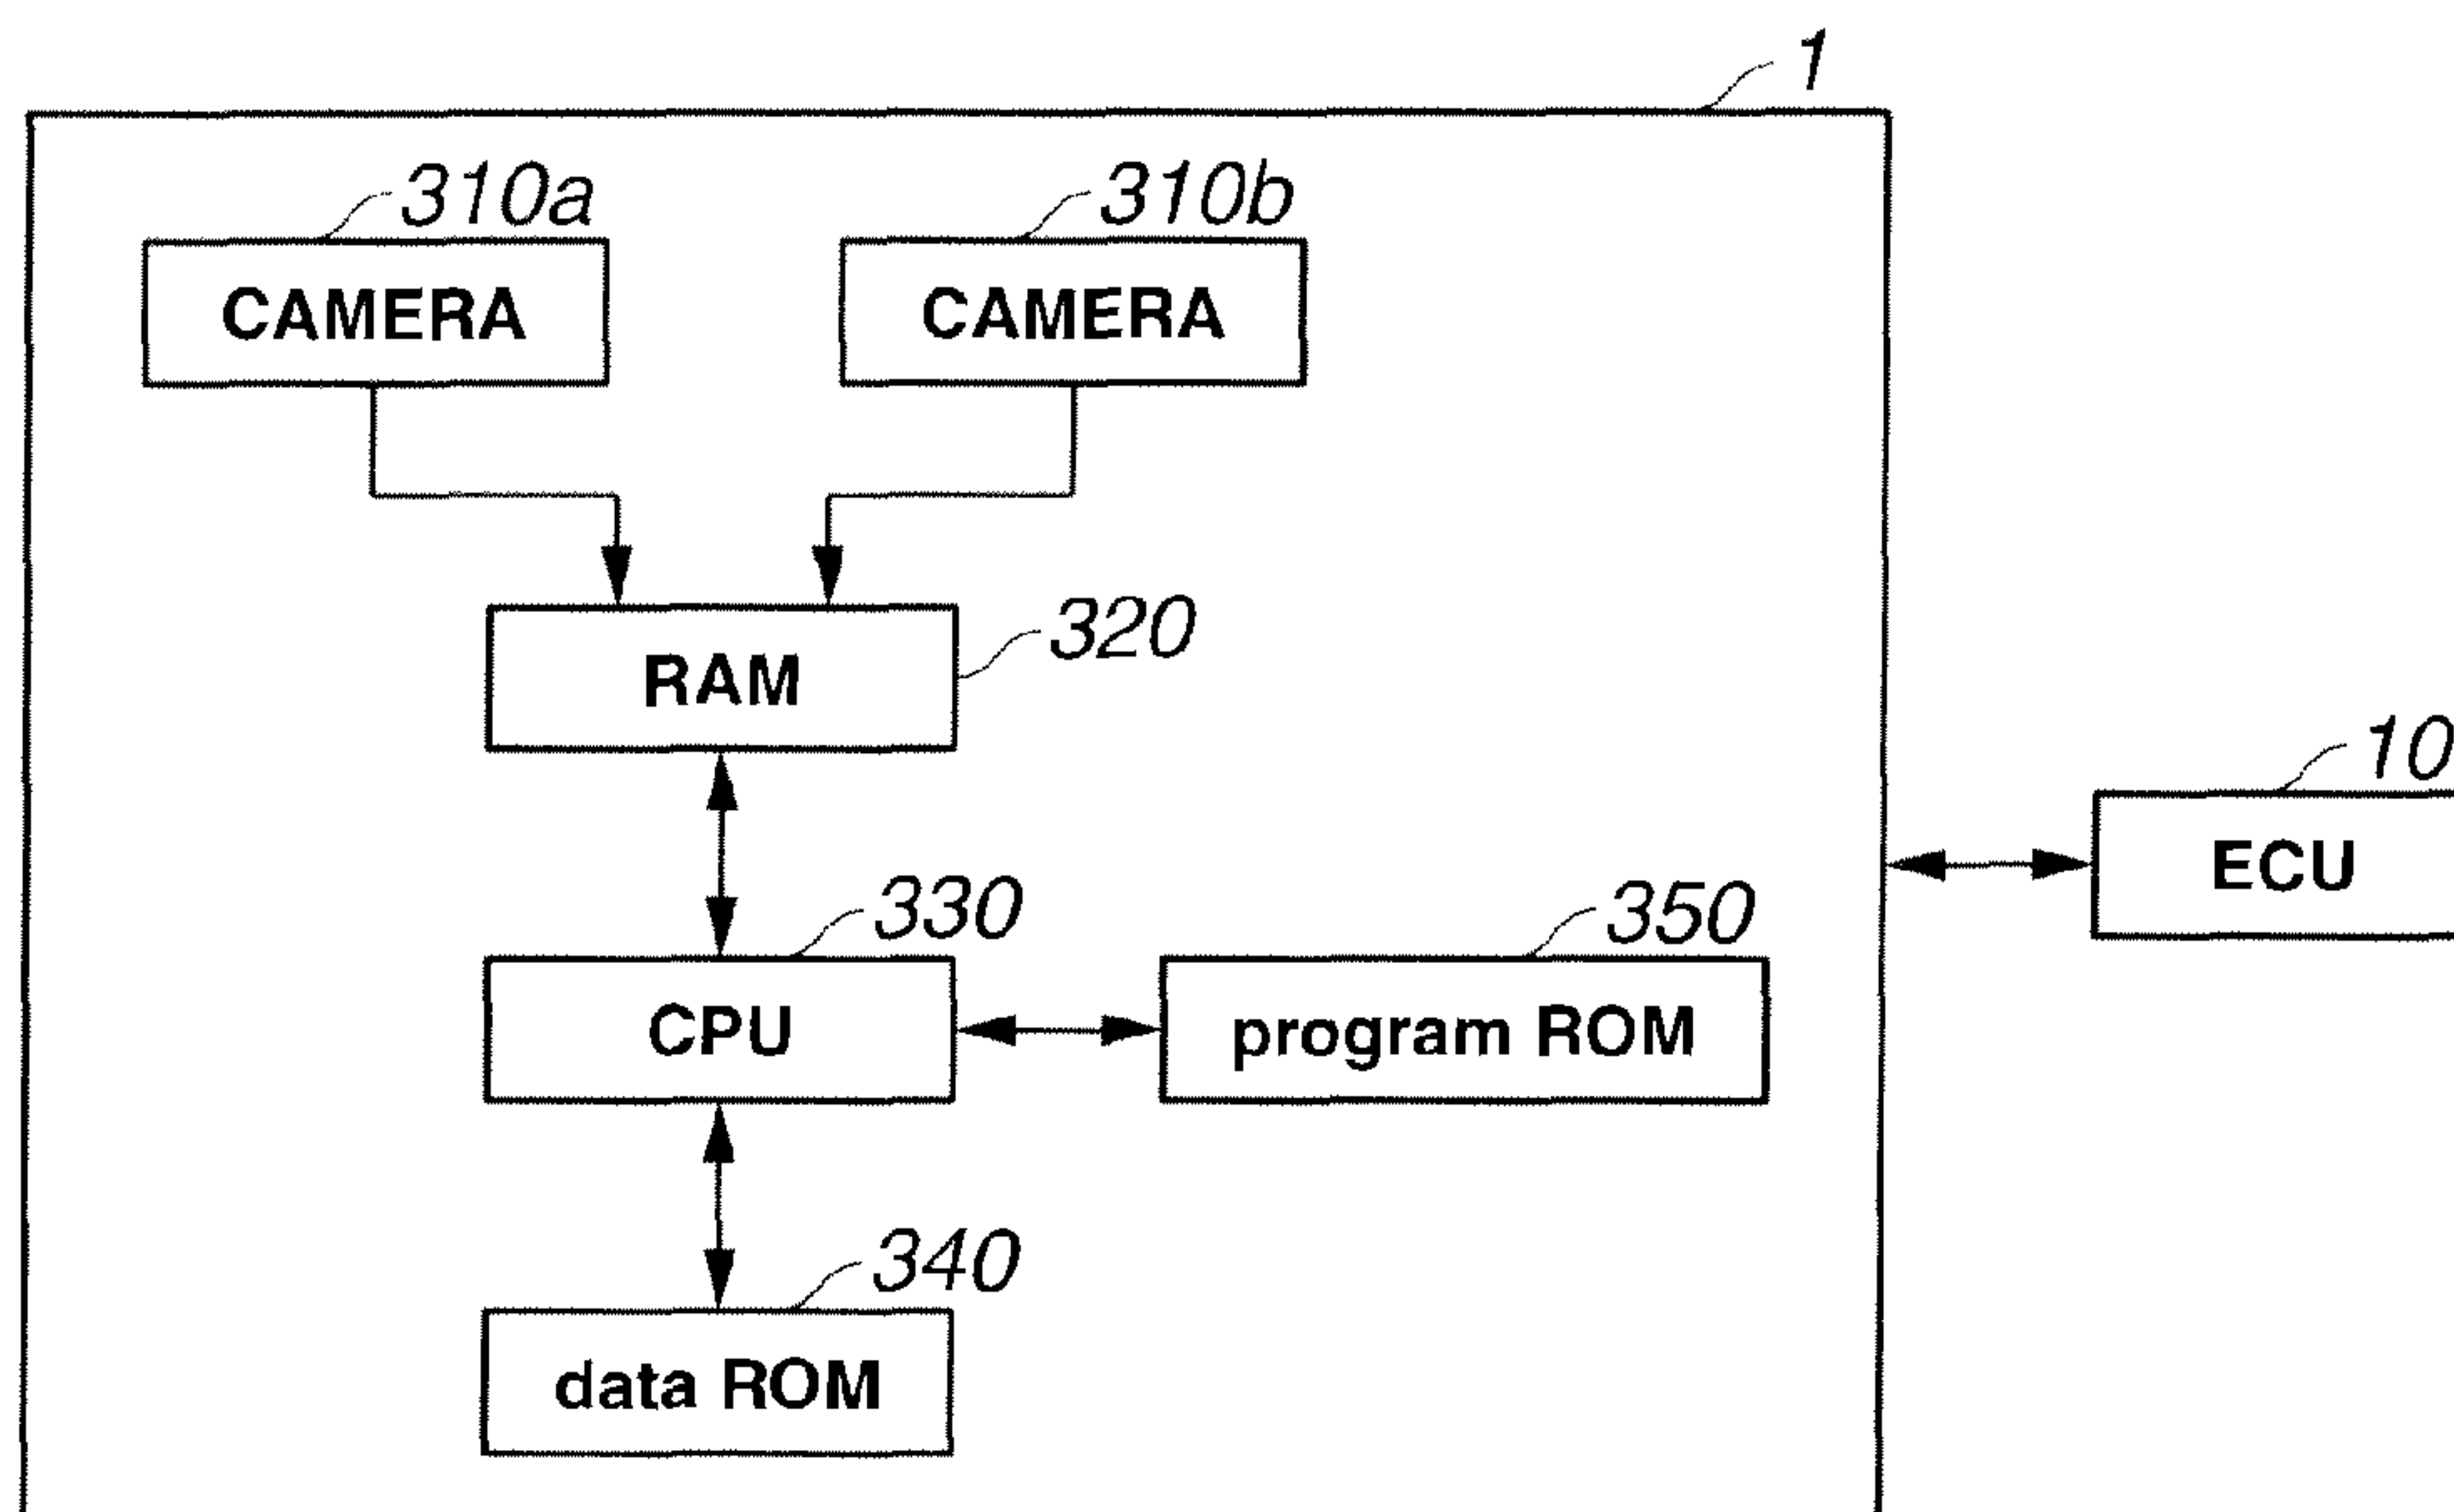 1
310a
310b
CAMERA
CAMERA
RAM
320
10
ECU
330
350
CPU
program ROM
340
data ROM